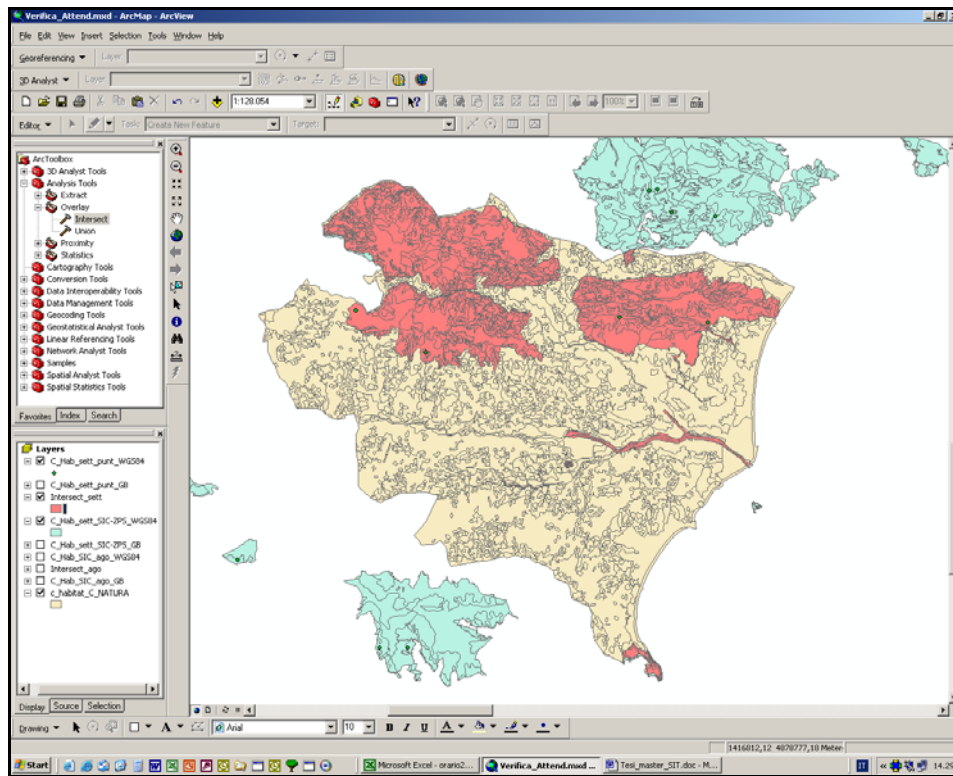 Verifica_Attend.mxd - ArcMap - ArcView
File Edit View Insert Selection Tools Window Help
Georeferencing Layer:
3D Analyst Layer:
1:128.054 100%
Editor Task: Create New Feature Target:
ArcToolbox
3D Analyst Tools
Analysis Tools
Extract
Overlay
Intersect
Union
Proximity
Statistics
Cartography Tools
Conversion Tools
Data Interoperability Tools
Data Management Tools
Geocoding Tools
Geostatistical Analyst Tools
Linear Referencing Tools
Network Analyst Tools
Samples
Spatial Analyst Tools
Spatial Statistics Tools
Favorites Index Search
Layers
C_Hab_sett_punt_WGS84
C_Hab_sett_punt_GB
Intersect_sett
C_Hab_sett_SIC-ZPS_WGS84
C_Hab_sett_SIC-ZPS_GB
C_Hab_SIC_ago_WGS84
Intersect_ago
C_Hab_SIC_ago_GB
c_habitat_C_NATURA
Display Source Selection
Drawing A Arial 10 B I U A
1416012,12 4878777,18 Meter
Start Microsoft Excel - orario2... Verifica_Attend.mxd ... Tesi_master_SIT.doc - M... IT « 14.29